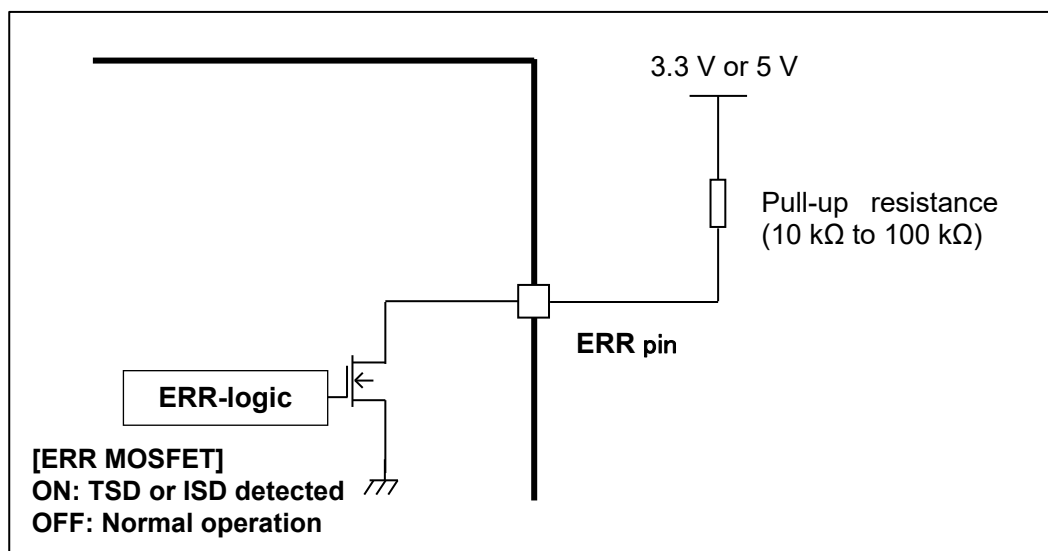 3.3 V or 5 V
Pull-up resistance
(10 kΩ to 100 kΩ)
ERR pin
ERR-logic
[ERR MOSFET]
ON: TSD or ISD detected
OFF: Normal operation